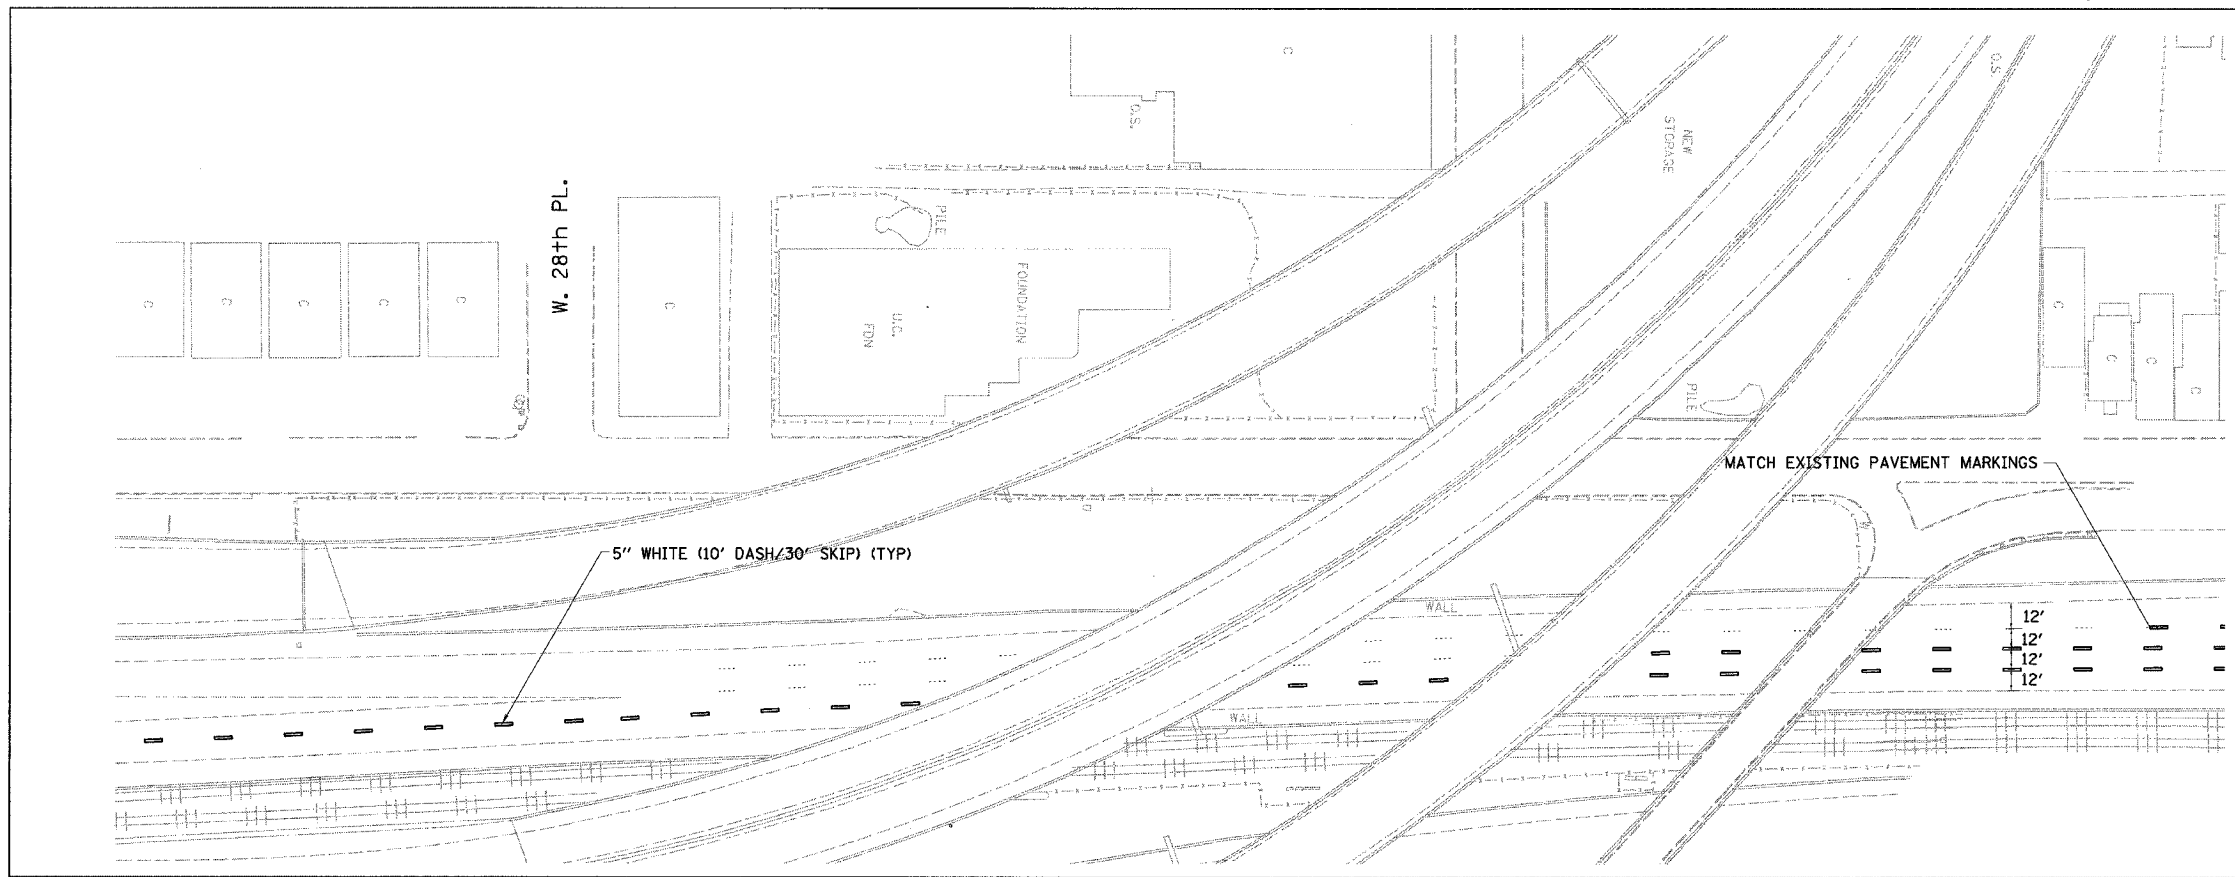 C
O.S.
O.S.
NEW
STORAGE
W. 28th PL.
PILE
FOUNDATION
U.C.
FDN
C
C
C
C
C
C
C
C
C
C
PILE
MATCH EXISTING PAVEMENT MARKINGS
5" WHITE (10' DASH/30' SKIP) (TYP)
WALL
12'
12'
12'
12'
WALL